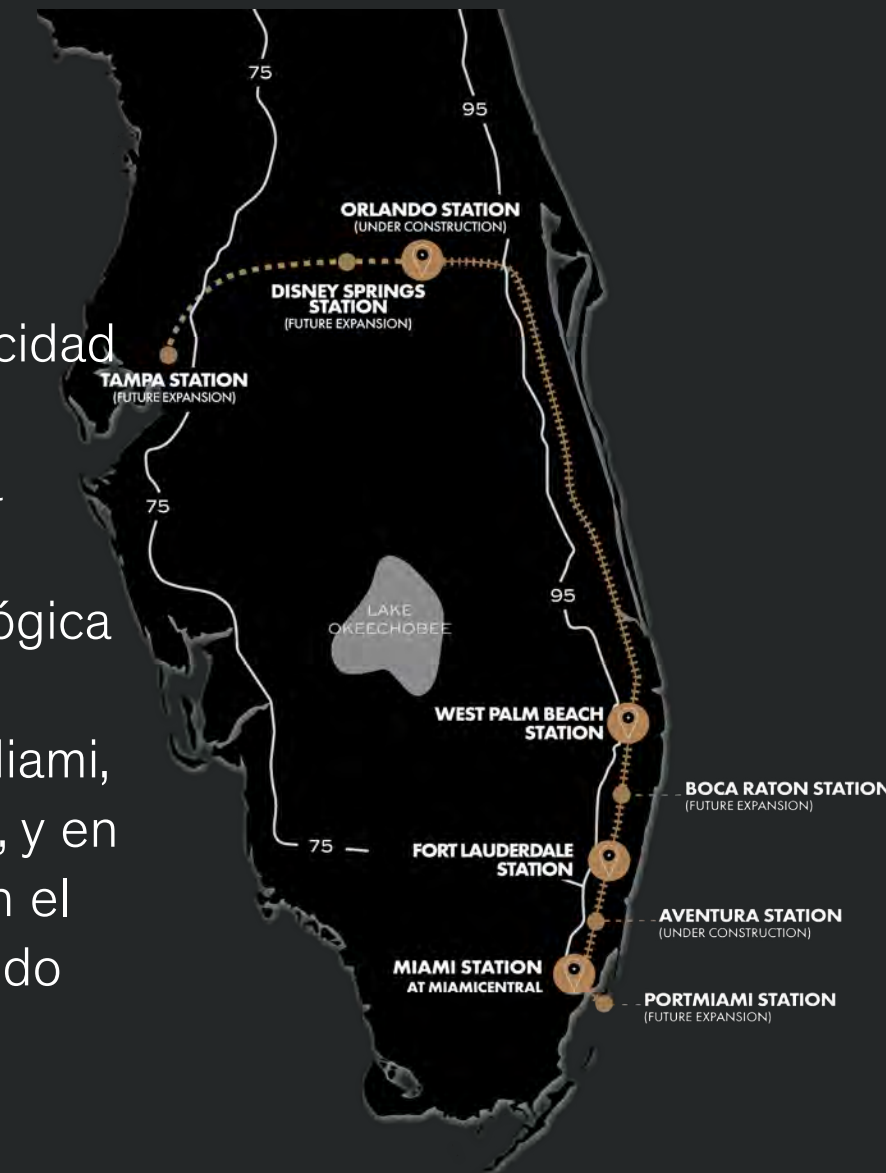 75
95
ORLANDO STATION
(UNDER CONSTRUCTION)
DISNEY SPRINGS
STATION
(FUTURE EXPANSION)
TAMPA STATION
(FUTURE EXPANSION)
75
95
LAKE
OKEECHOBEE
WEST PALM BEACH
STATION
BOCA RATON STATION
(FUTURE EXPANSION)
75
FORT LAUDERDALE
STATION
AVENTURA STATION
(UNDER CONSTRUCTION)
MIAMI STATION
AT MIAMICENTRAL
PORTMIAMI STATION
(FUTURE EXPANSION)
cidad
ógica
liami,
, y en
n el
do